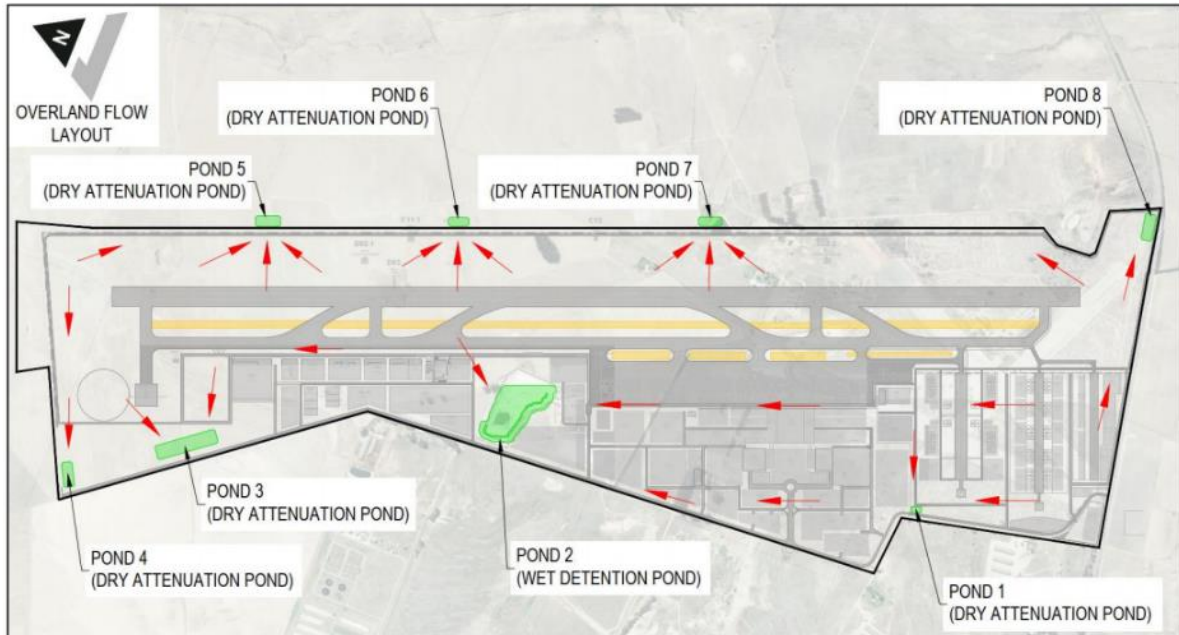 N
OVERLAND FLOW
LAYOUT
POND 6
(DRY ATTENUATION POND)
POND 8
(DRY ATTENUATION POND)
POND 5
(DRY ATTENUATION POND)
POND 7
(DRY ATTENUATION POND)
POND 3
(DRY ATTENUATION POND)
POND 4
(DRY ATTENUATION POND)
POND 2
(WET DETENTION POND)
POND 1
(DRY ATTENUATION POND)